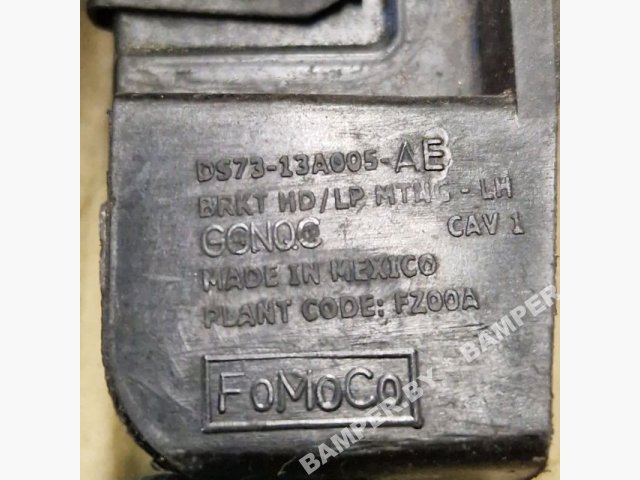 DS73-13A005-AE
BRKT HD/LP MTNG - LH
GGNQC CAV 1
MADE IN MEXICO
PLANT CODE: FZ00A
FoMoCo
BAMPER.BY BAMPER